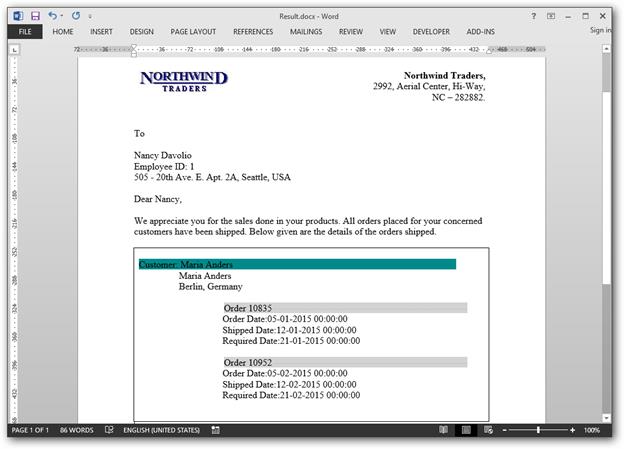 Result.docx - Word
FILE HOME INSERT DESIGN PAGE LAYOUT REFERENCES MAILINGS REVIEW VIEW DEVELOPER ADD-INS Sign in
NORTHWIND
TRADERS
Northwind Traders,
2992, Aerial Center, Hi-Way,
NC – 282882.
To
Nancy Davolio
Employee ID: 1
505 - 20th Ave. E. Apt. 2A, Seattle, USA
Dear Nancy,
We appreciate you for the sales done in your products. All orders placed for your concerned
customers have been shipped. Below given are the details of the orders shipped.
Customer: Maria Anders
Maria Anders
Berlin, Germany
Order 10835
Order Date:05-01-2015 00:00:00
Shipped Date:12-01-2015 00:00:00
Required Date:21-01-2015 00:00:00
Order 10952
Order Date:05-02-2015 00:00:00
Shipped Date:12-02-2015 00:00:00
Required Date:21-02-2015 00:00:00
PAGE 1 OF 1 86 WORDS ENGLISH (UNITED STATES) 100%